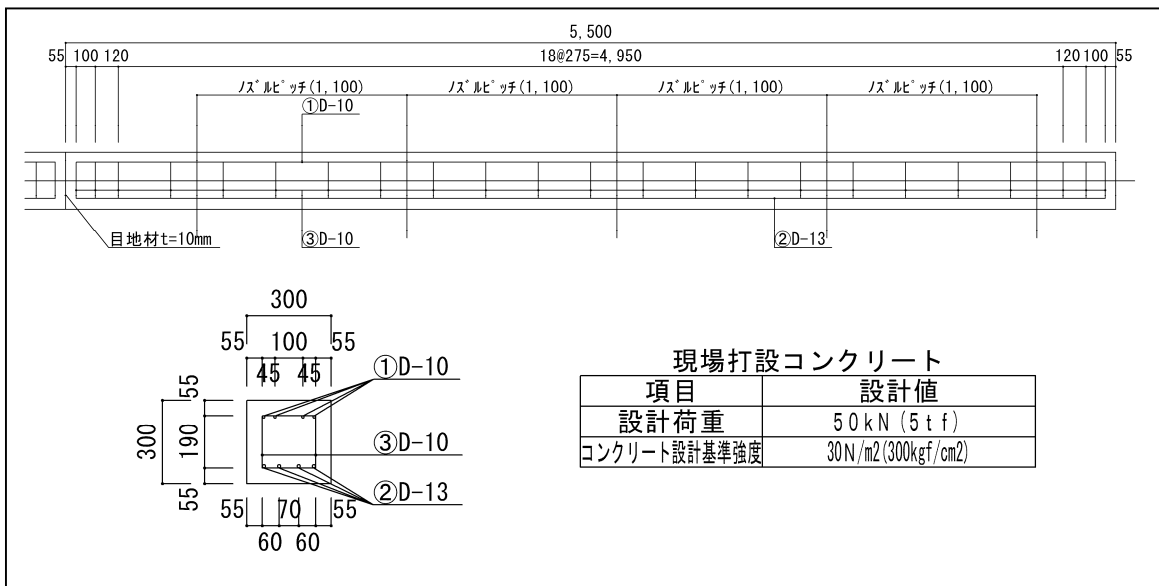 5,500
55 100 120 18@275=4,950 120 100 55
ノズルピッチ(1,100) ノズルピッチ(1,100) ノズルピッチ(1,100) ノズルピッチ(1,100)
①D-10
目地材t=10mm ③D-10 ②D-13
300
55 100 55
45 45
①D-10
55
300 190
③D-10
55
②D-13
55 70 55
60 60
現場打設コンクリート
項目 設計値
設計荷重 50kN(5tf)
コンクリート設計基準強度 30N/m2(300kgf/cm2)